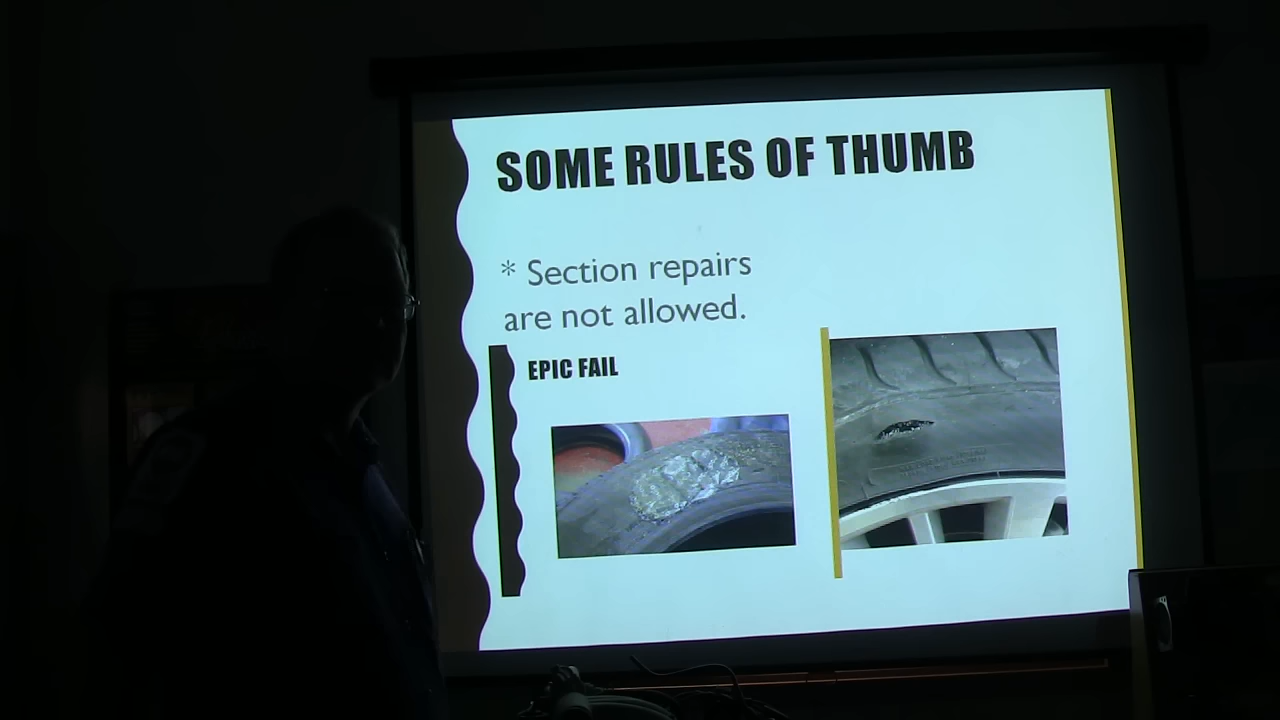 SOME RULES OF THUMB
* Section repairs
are not allowed.
EPIC FAIL